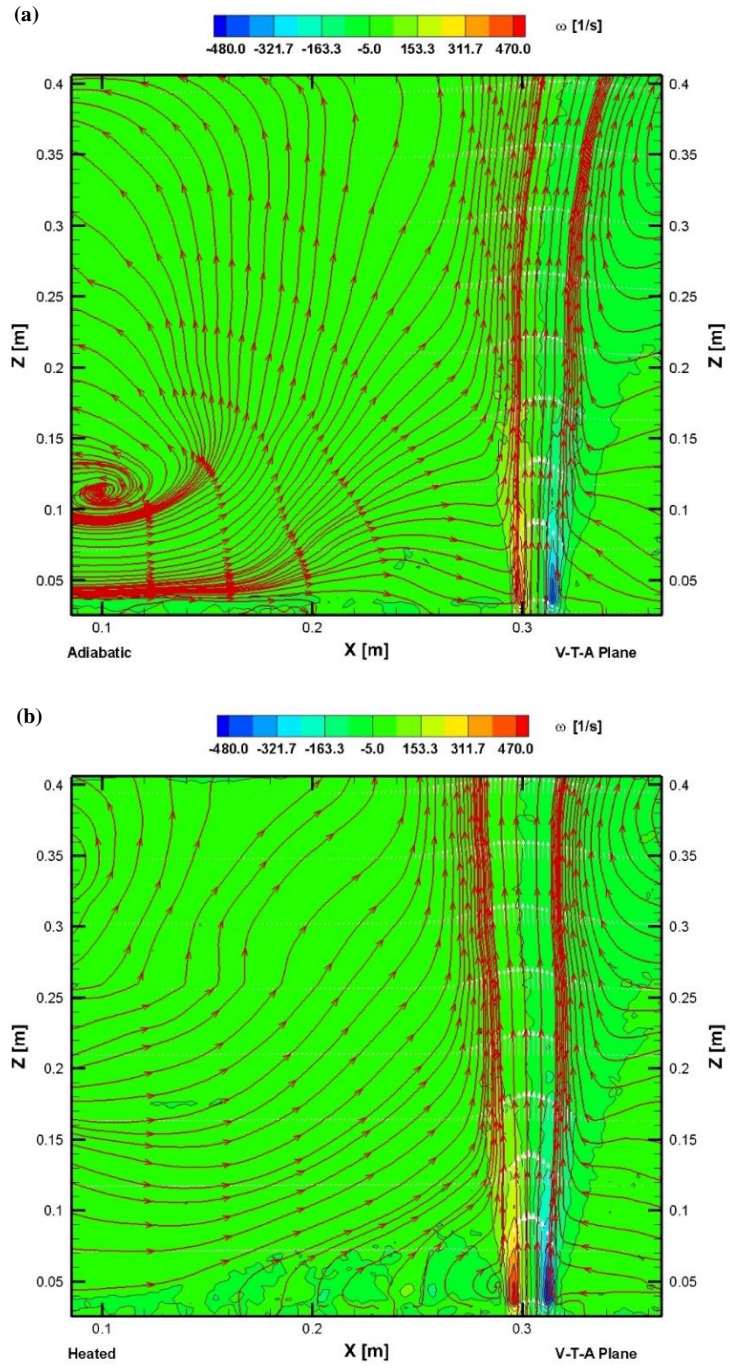 (a)
ω [1/s]
-480.0 -321.7 -163.3 -5.0 153.3 311.7 470.0
0.4 0.4
0.35 0.35
0.3 0.3
0.25 0.25
Z [m] Z [m]
0.2 0.2
0.15 0.15
0.1 0.1
0.05 0.05
0.1 0.2 0.3
Adiabatic X [m] V-T-A Plane
(b)
ω [1/s]
-480.0 -321.7 -163.3 -5.0 153.3 311.7 470.0
0.4 0.4
0.35 0.35
0.3 0.3
0.25 0.25
Z [m] Z [m]
0.2 0.2
0.15 0.15
0.1 0.1
0.05 0.05
0.1 0.2 0.3
Heated X [m] V-T-A Plane